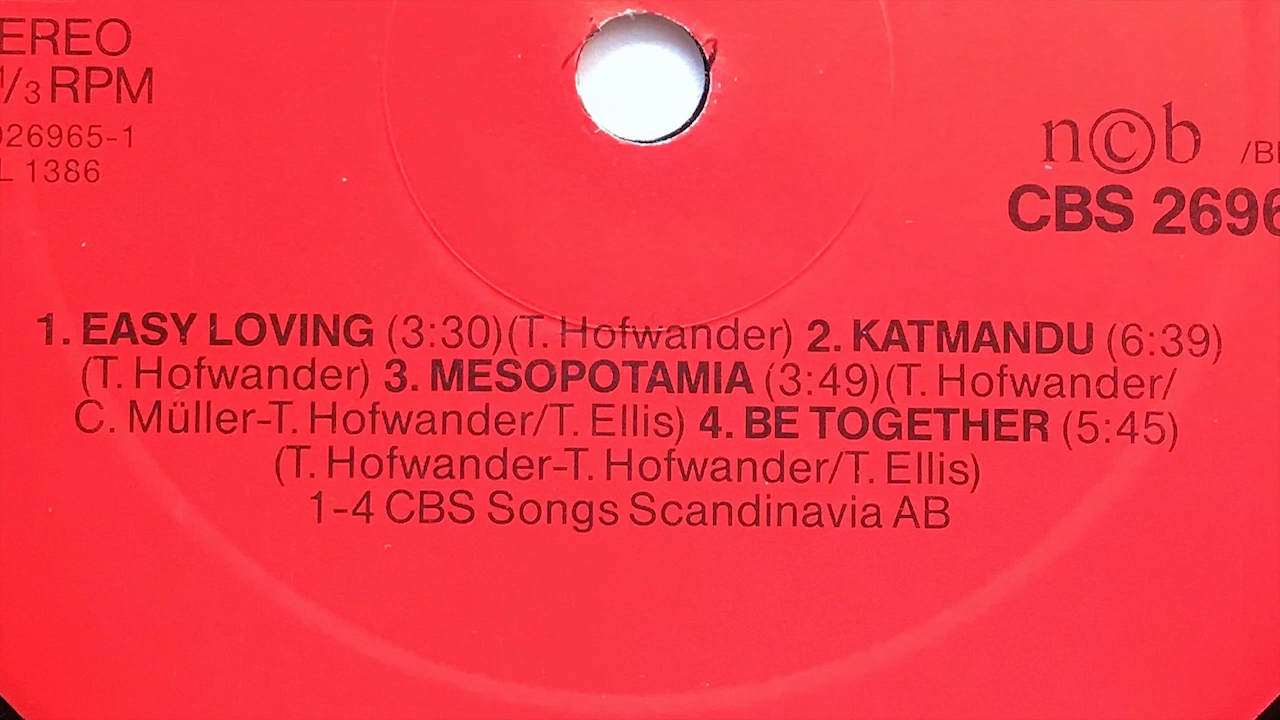 EREO
1/3 RPM
026965-1
L 1386
n©b /B
CBS 2696
1. EASY LOVING (3:30)(T. Hofwander) 2. KATMANDU (6:39)
(T. Hofwander) 3. MESOPOTAMIA (3:49)(T. Hofwander/
C. Müller-T. Hofwander/T. Ellis) 4. BE TOGETHER (5:45)
(T. Hofwander-T. Hofwander/T. Ellis)
1-4 CBS Songs Scandinavia AB